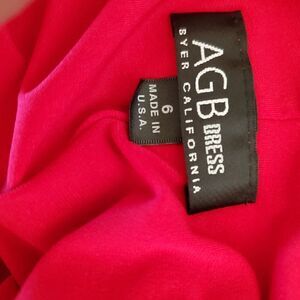 AGB DRESS
BYER CALIFORNIA
6
MADE IN
U.S.A.